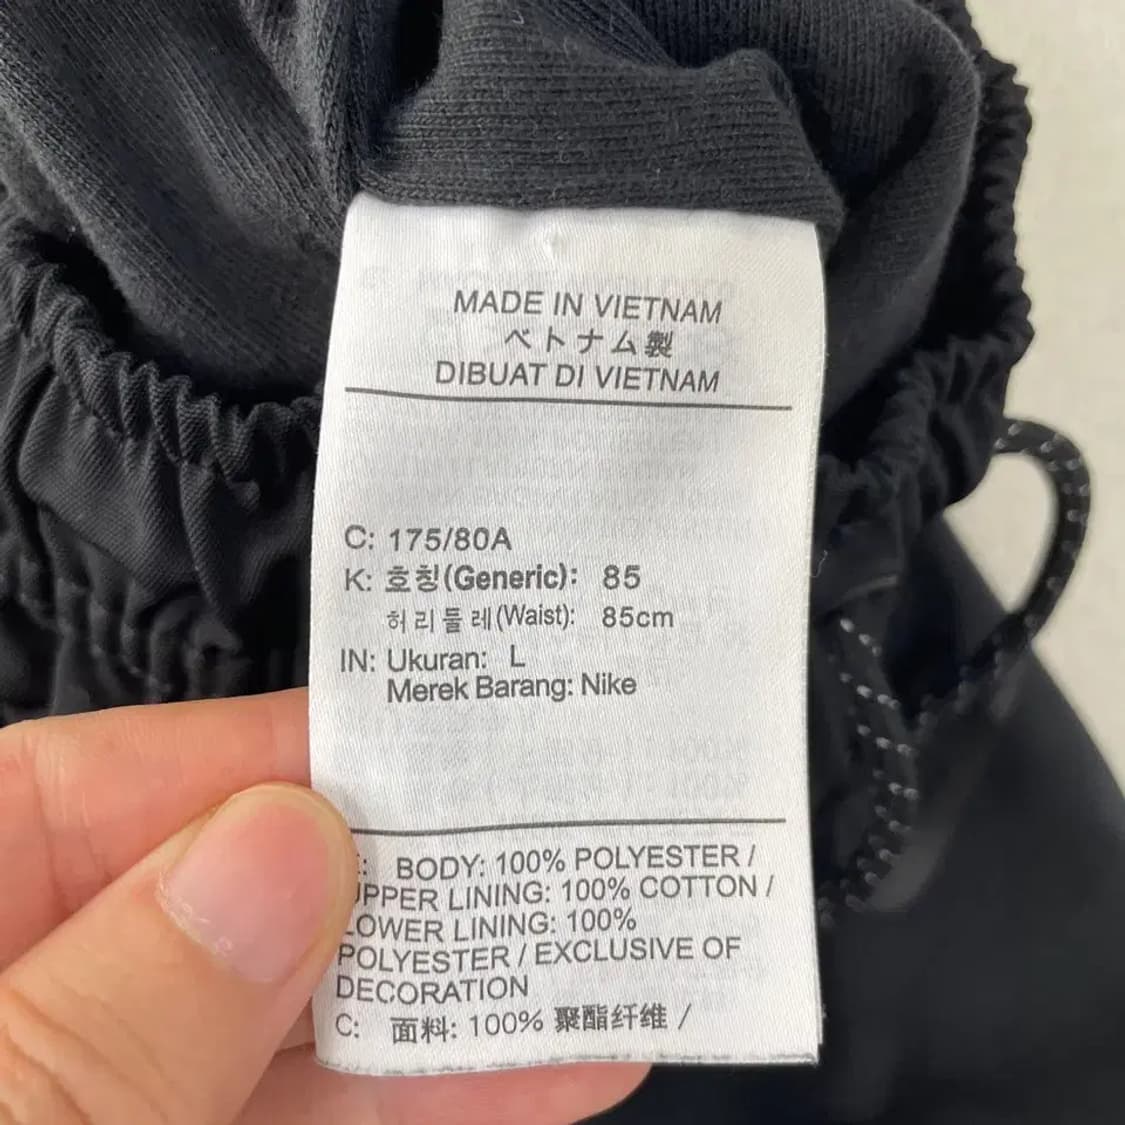 MADE IN VIETNAM
ベトナム製
DIBUAT DI VIETNAM
C: 175/80A
K: 호칭(Generic): 85
허리둘레(Waist): 85cm
IN: Ukuran: L
Merek Barang: Nike
BODY: 100% POLYESTER /
UPPER LINING: 100% COTTON /
LOWER LINING: 100%
POLYESTER / EXCLUSIVE OF
DECORATION
C: 面料: 100% 聚酯纤维 /